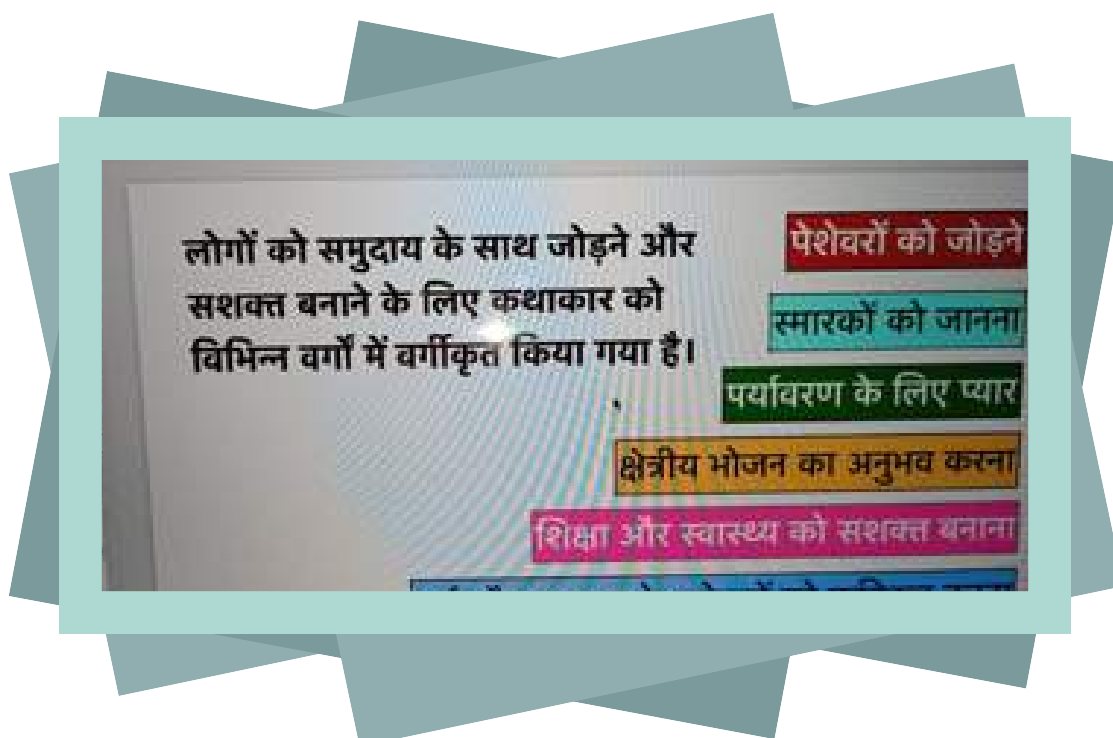 लोगों को समुदाय के साथ जोड़ने और
सशक्त बनाने के लिए कथाकार को
विभिन्न वर्गों में वर्गीकृत किया गया है।
पेशेवरों को जोड़ने
स्मारकों को जानना
पर्यावरण के लिए प्यार
क्षेत्रीय भोजन का अनुभव करना
शिक्षा और स्वास्थ्य को सशक्त बनाना